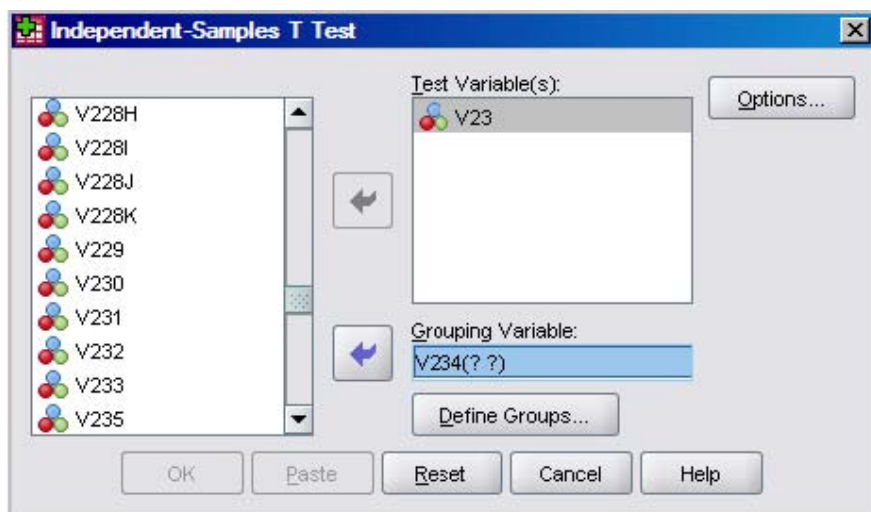 Independent-Samples T Test
V228H
V228I
V228J
V228K
V229
V230
V231
V232
V233
V235
Test Variable(s):
V23
Options...
Grouping Variable:
V234(? ?)
Define Groups...
OK Paste Reset Cancel Help